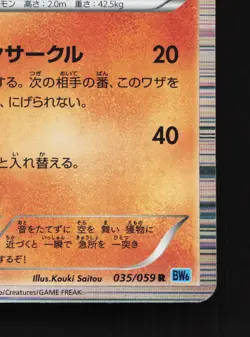 モン 高さ：2.0m 重さ：42.5kg
サークル 20
する。次の相手の番、このワザを
、にげられない。
40
と入れ替える。
音をたてずに 空を 舞い 獲物に
近づくと 一瞬で 急所を 一突き
するぞ！
Illus.Kouki Saitou 035/059 R BW6
o/Creatures/GAME FREAK